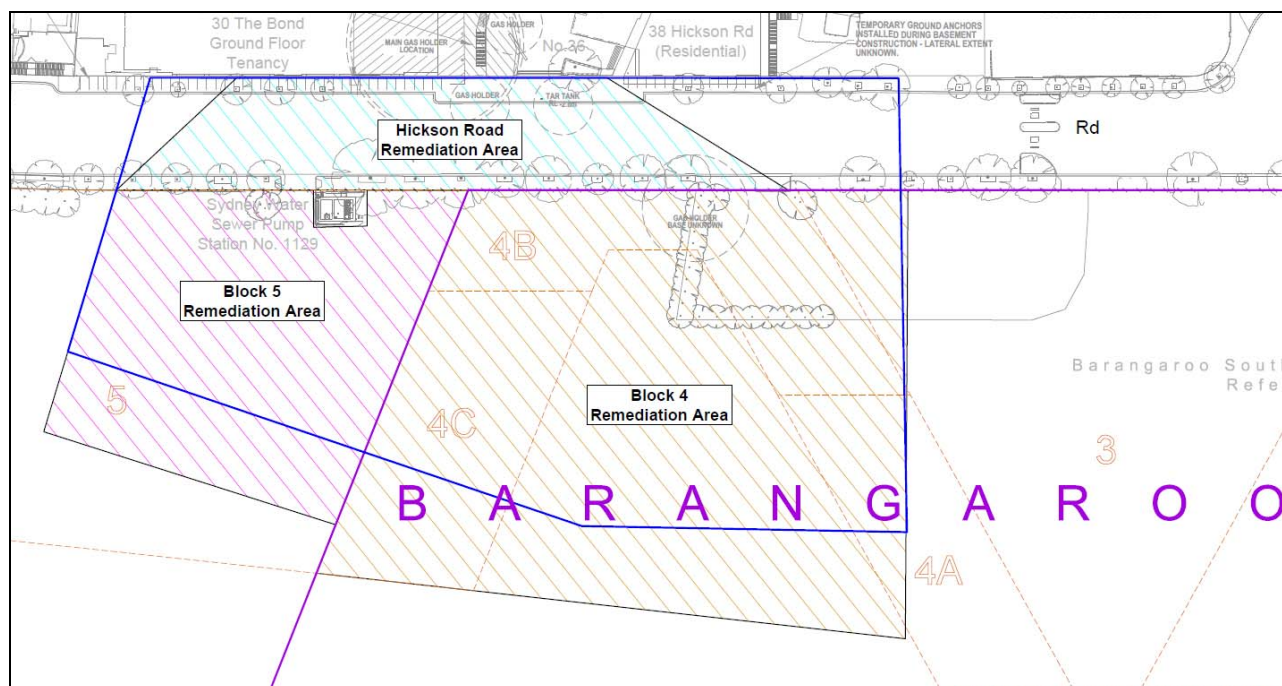 30 The Bond
Ground Floor
Tenancy
MAIN GAS HOLDER
LOCATION
GAS HOLDER
No.36
38 Hickson Rd
(Residential)
TEMPORARY GROUND ANCHORS
INSTALLED DURING BASEMENT
CONSTRUCTION - LATERAL EXTENT
UNKNOWN.
GAS HOLDER
TAR TANK
Hickson Road
Remediation Area
Rd
Sydney Water
Sewer Pump
Station No. 1129
GAS HOLDER
BASE UNKNOWN
4B
Block 5
Remediation Area
5
4C
Block 4
Remediation Area
Barangaroo Sout
Refe
3
BARANGAROO
4A